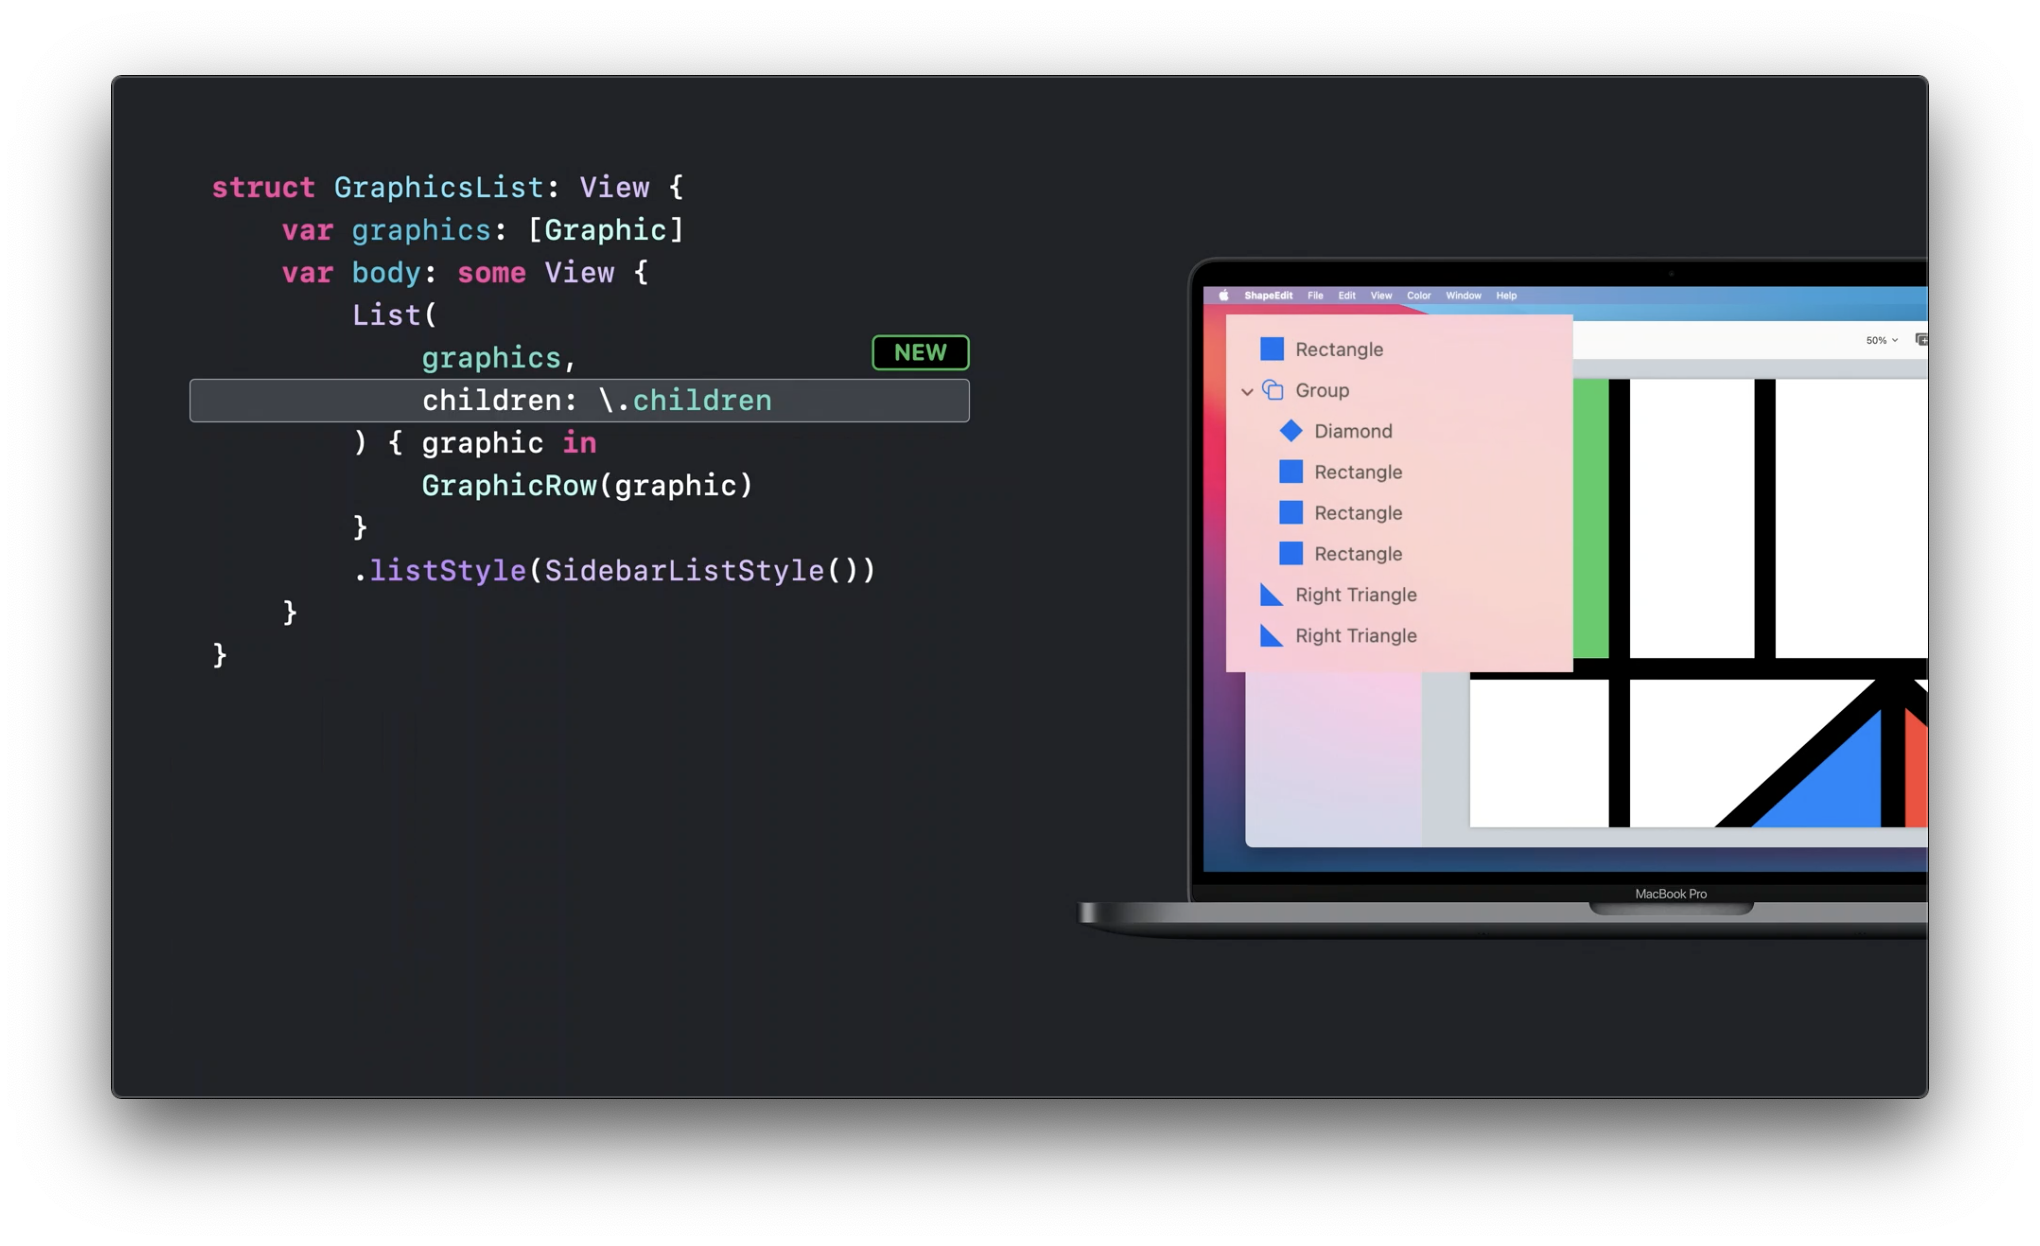 struct GraphicsList: View {
var graphics: [Graphic]
var body: some View {
List(
graphics,
NEW
children: \.children
) { graphic in
GraphicRow(graphic)
}
.listStyle(SidebarListStyle())
}
}
ShapeEdit File Edit View Color Window Help
50%
Rectangle
Group
Diamond
Rectangle
Rectangle
Rectangle
Right Triangle
Right Triangle
MacBook Pro